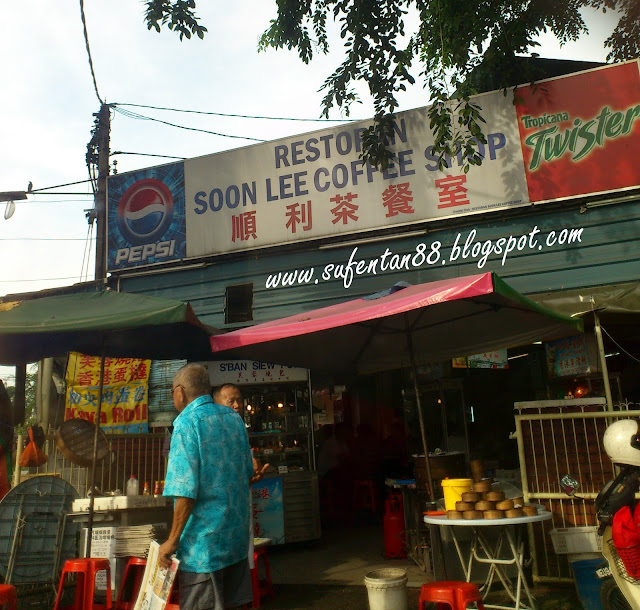 RESTORAN
SOON LEE COFFEE SHOP
順利茶餐室
PEPSI
Tropicana
Twister
www.sufentan88.blogspot.com
S'BAN SIEW
Roll